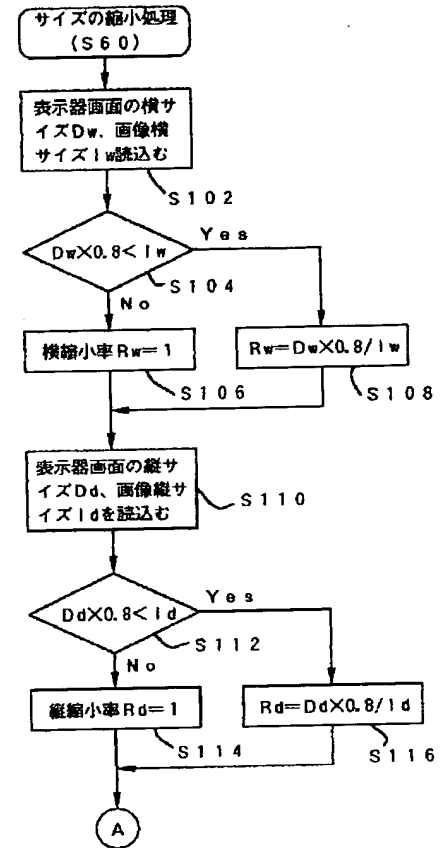 サイズの縮小処理
(S60)
表示器画面の横サ
イズDw、画像横
サイズIw読込む
S102
Dw×0.8<Iw
Yes
S104
No
横縮小率Rw=1
Rw=Dw×0.8/Iw
S106
S108
表示器画面の縦サ
イズDd、画像縦サ
イズIdを読込む
S110
Dd×0.8<Id
Yes
S112
No
縦縮小率Rd=1
Rd=Dd×0.8/Id
S114
S116
A